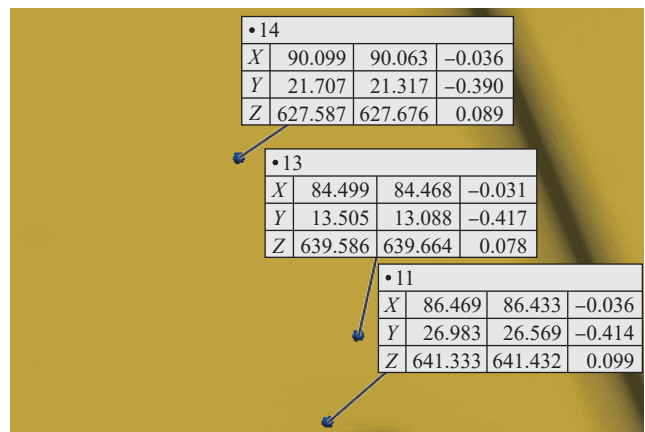 •14
X 90.099 90.063 –0.036
Y 21.707 21.317 –0.390
Z 627.587 627.676 0.089
•13
X 84.499 84.468 –0.031
Y 13.505 13.088 –0.417
Z 639.586 639.664 0.078
•11
X 86.469 86.433 –0.036
Y 26.983 26.569 –0.414
Z 641.333 641.432 0.099